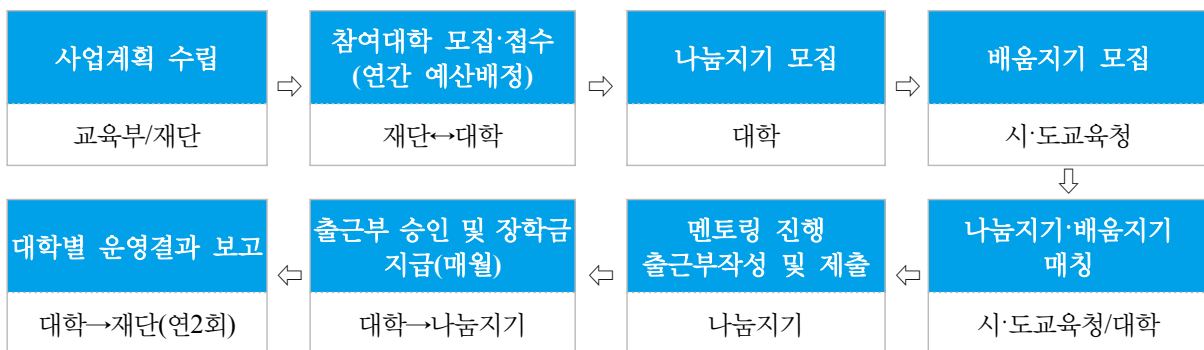 사업계획 수립
교육부/재단
⇨
참여대학 모집·접수
(연간 예산배정)
재단↔대학
⇨
나눔지기 모집
대학
⇨
배움지기 모집
시·도교육청
⇩
나눔지기·배움지기
매칭
시·도교육청/대학
⇦
멘토링 진행
출근부작성 및 제출
나눔지기
⇦
출근부 승인 및 장학금
지급(매월)
대학→나눔지기
⇦
대학별 운영결과 보고
대학→재단(연2회)